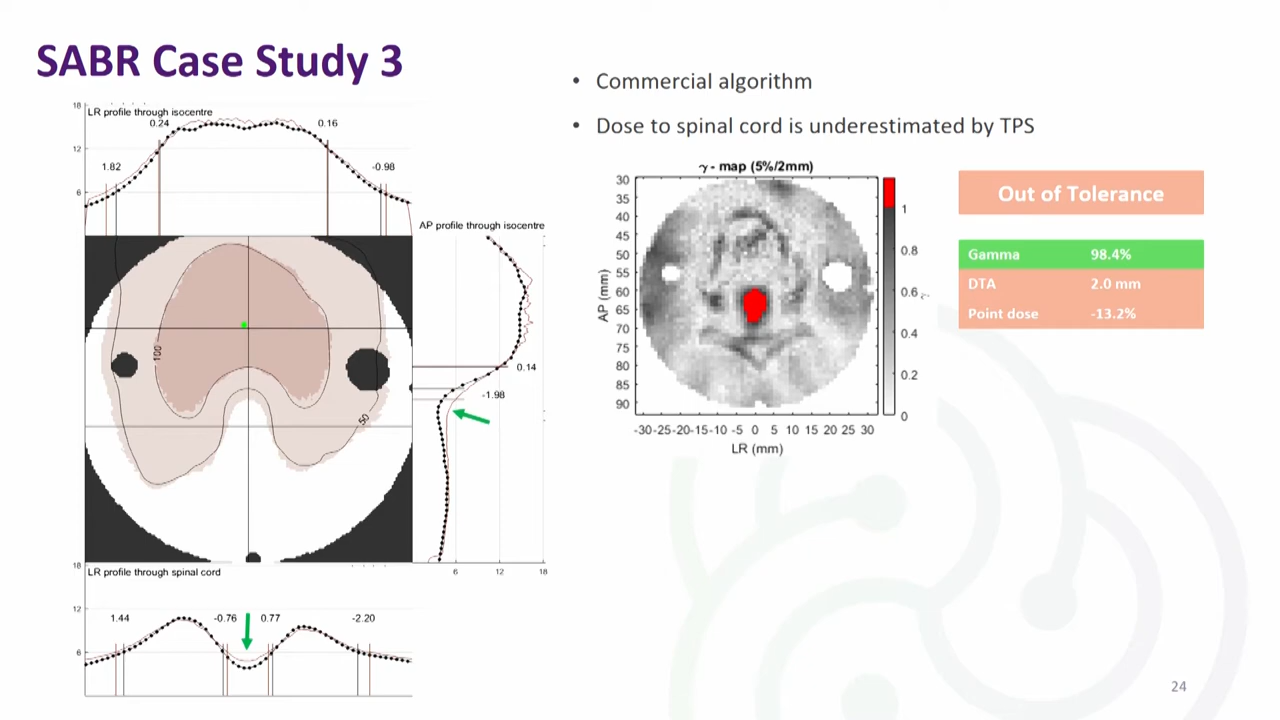 SABR Case Study 3
• Commercial algorithm
• Dose to spinal cord is underestimated by TPS
18
LR profile through isocentre
0.24
0.16
12
1.82
-0.98
6
AP profile through isocentre
100
50
0.14
-1.98
6
12
18
18
LR profile through spinal cord
12
1.44
-0.76
0.77
-2.20
6
γ - map (5%/2mm)
30
35
40
45
50
55
60
65
70
75
80
85
90
AP (mm)
-30 -25 -20 -15 -10 -5 0 5 10 15 20 25 30
LR (mm)
1
0.8
0.6
0.4
0.2
0
γ
Out of Tolerance
Gamma 98.4%
DTA 2.0 mm
Point dose -13.2%
24